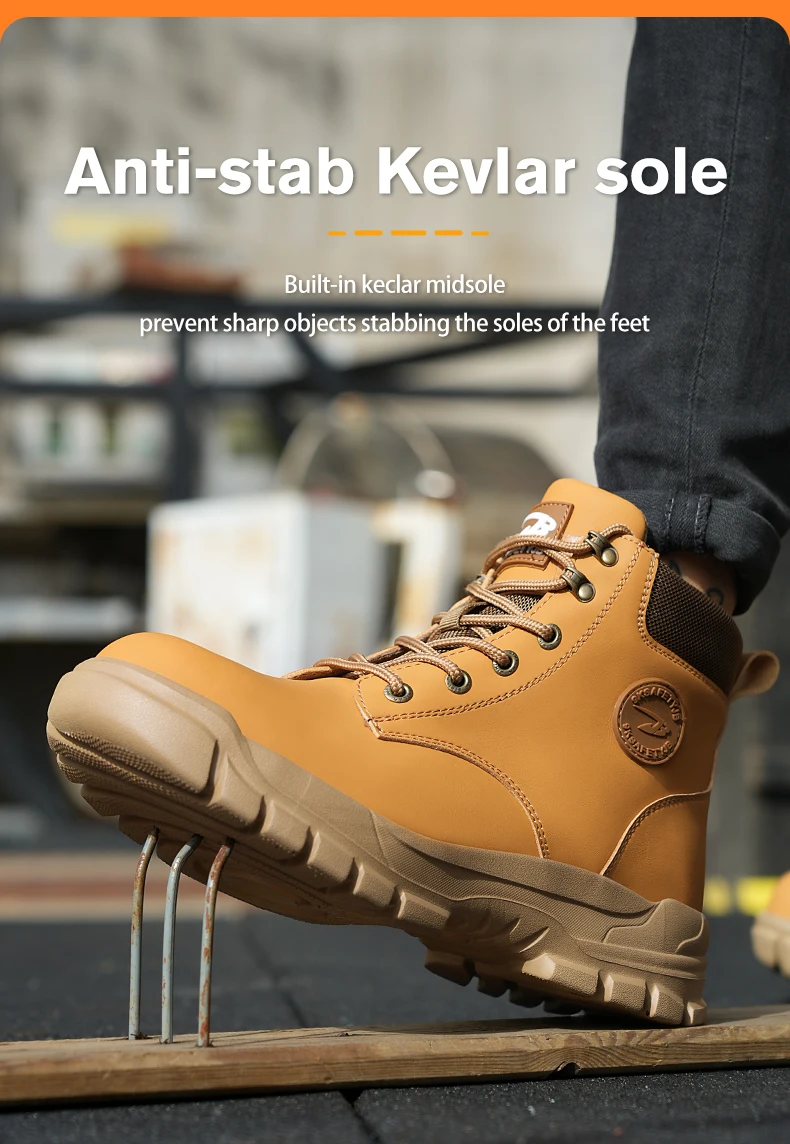 Anti-stab Kevlar sole
Built-in keclar midsole
prevent sharp objects stabbing the soles of the feet